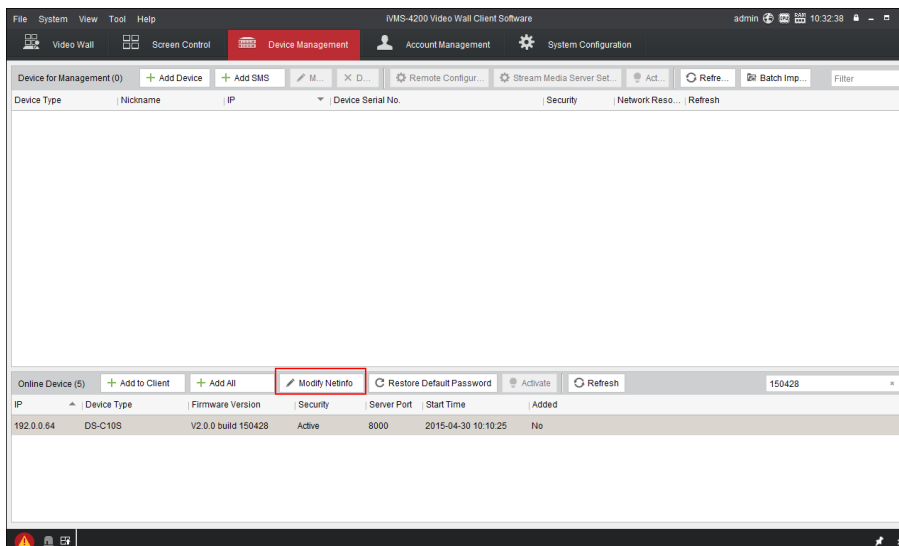 File System View Tool Help iVMS-4200 Video Wall Client Software admin 10:32:38
Video Wall Screen Control Device Management Account Management System Configuration
Device for Management (0) Add Device Add SMS M... D... Remote Configur... Stream Media Server Set... Act... Refre... Batch Imp... Filter
Device Type Nickname IP Device Serial No. Security Network Reso... Refresh
Online Device (5) Add to Client Add All Modify Netinfo Restore Default Password Activate Refresh 150428 ×
IP Device Type Firmware Version Security Server Port Start Time Added
192.0.0.64 DS-C10S V2.0.0 build 150428 Active 8000 2015-04-30 10:10:25 No